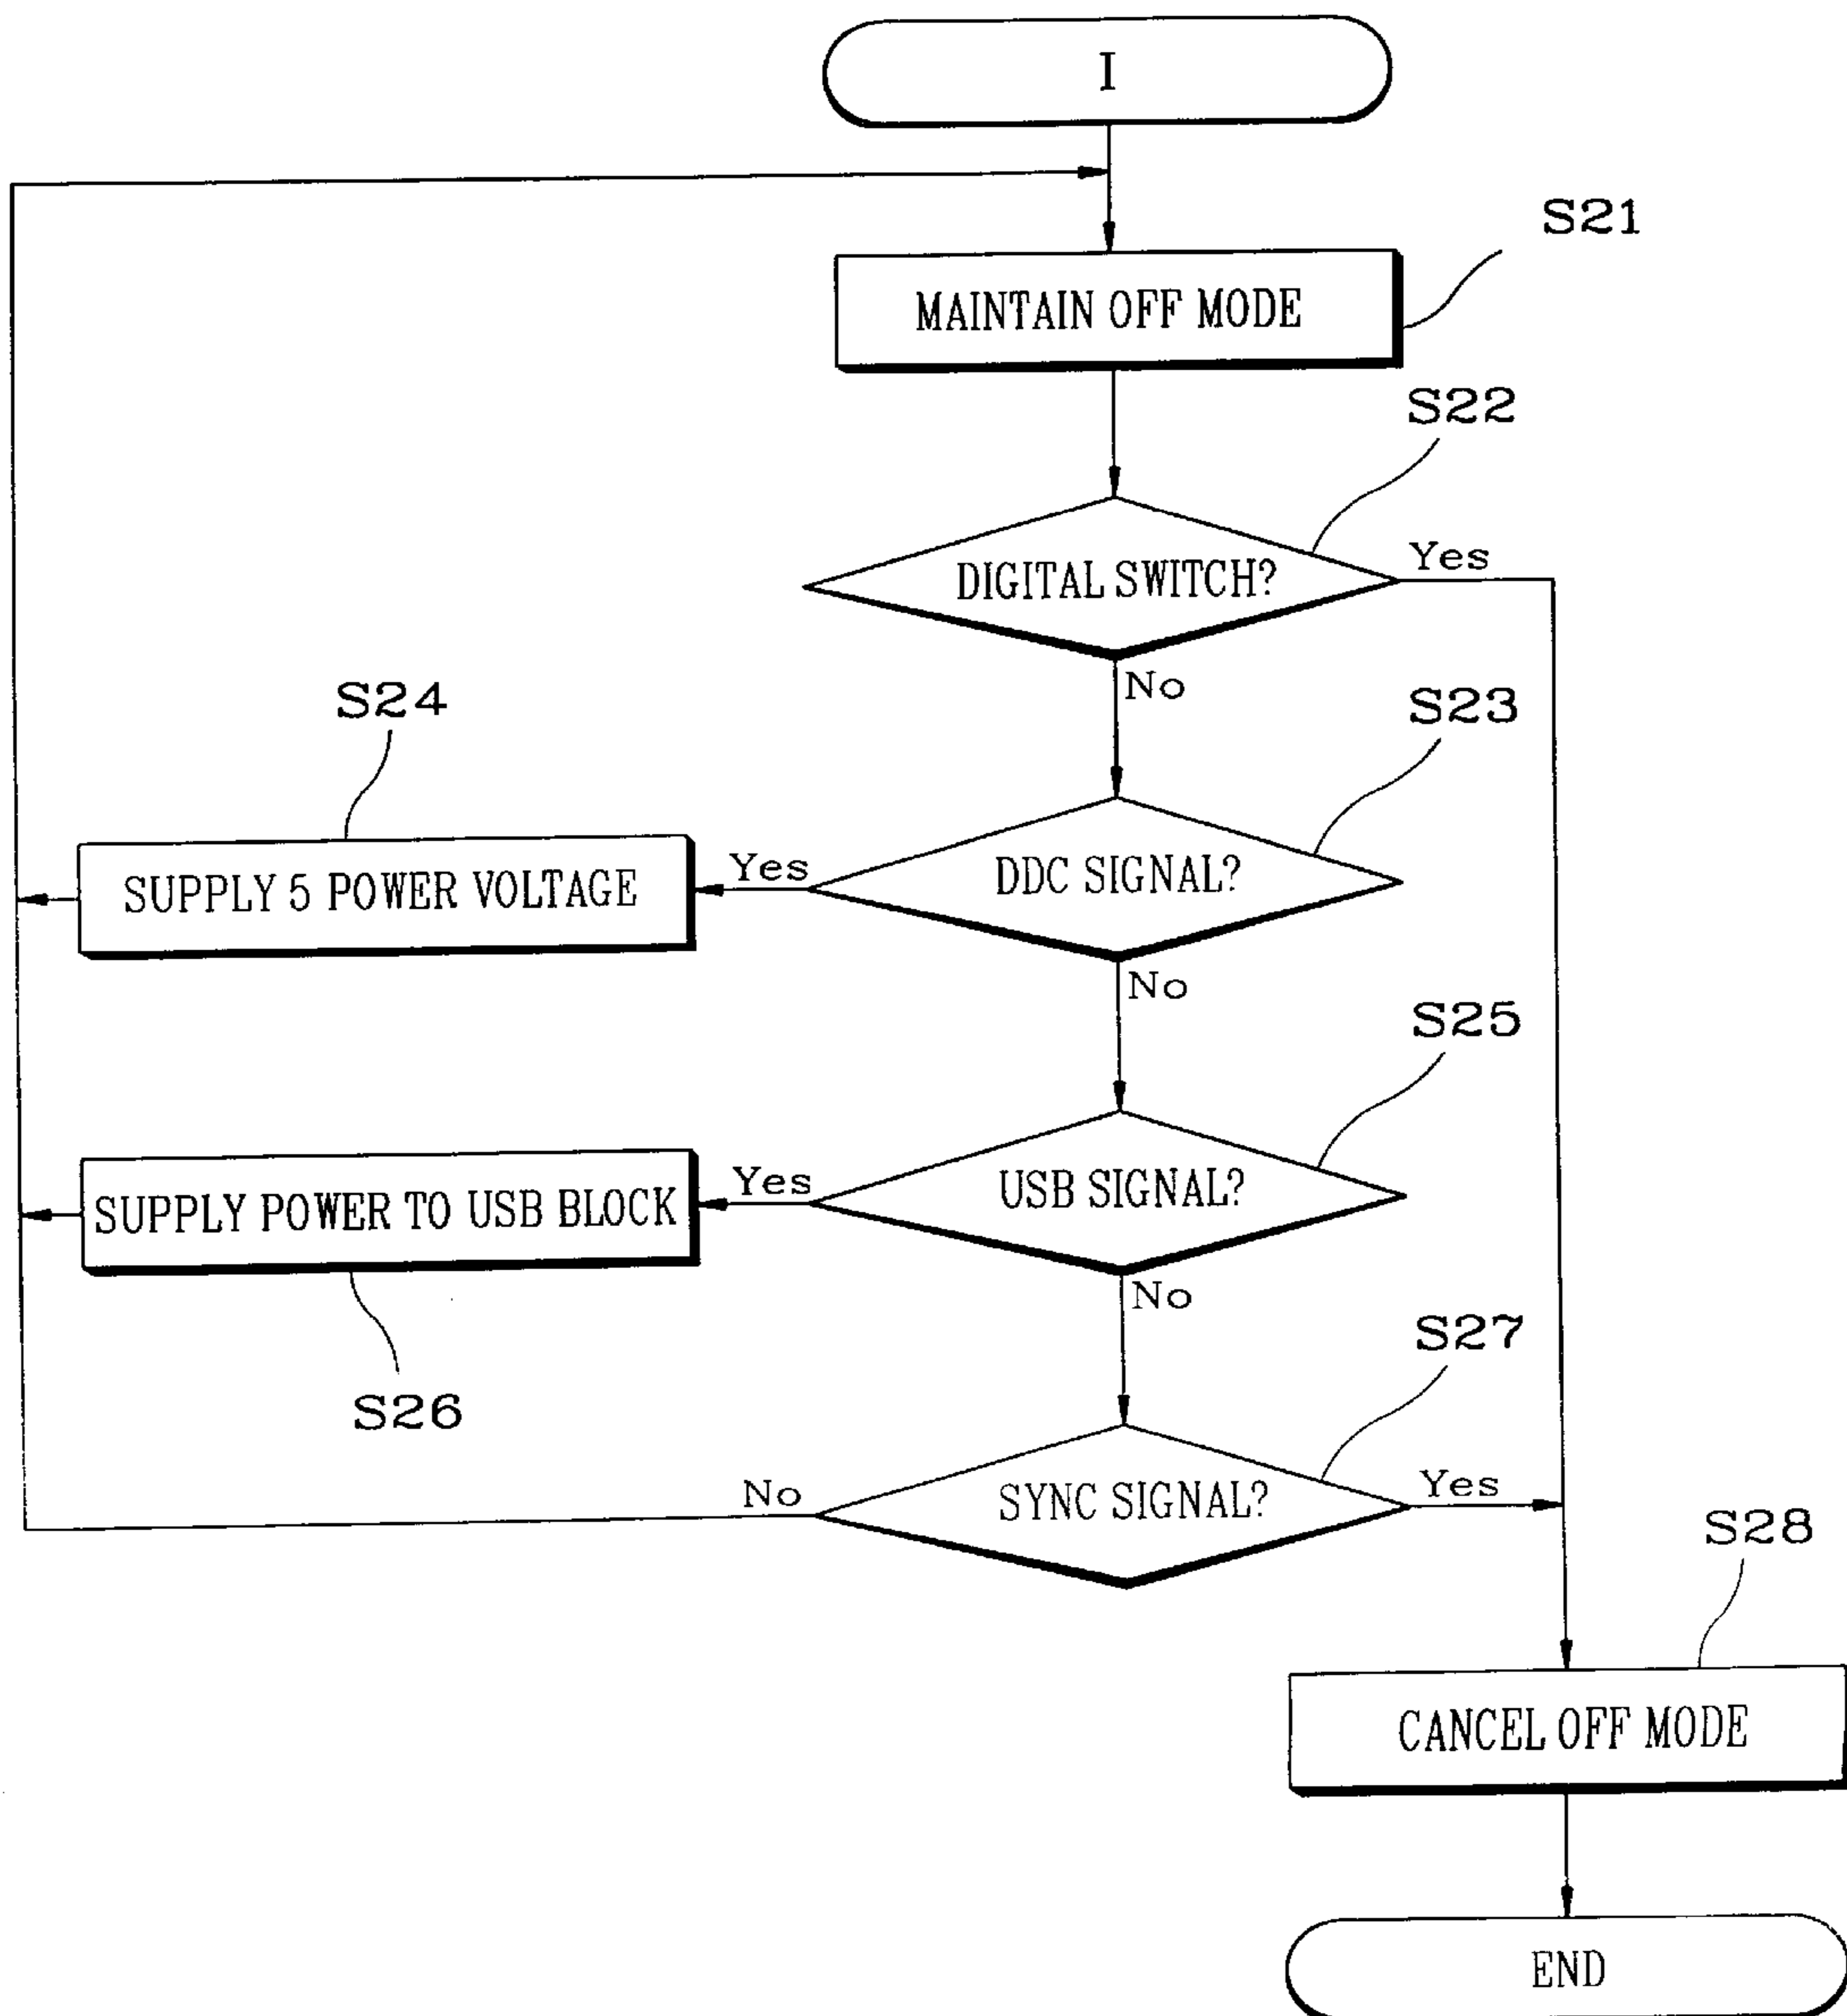 I
S21
MAINTAIN OFF MODE
S22
DIGITAL SWITCH?
Yes
No
S24
S23
SUPPLY 5 POWER VOLTAGE
Yes
DDC SIGNAL?
No
S25
SUPPLY POWER TO USB BLOCK
Yes
USB SIGNAL?
No
S26
S27
No
SYNC SIGNAL?
Yes
S28
CANCEL OFF MODE
END